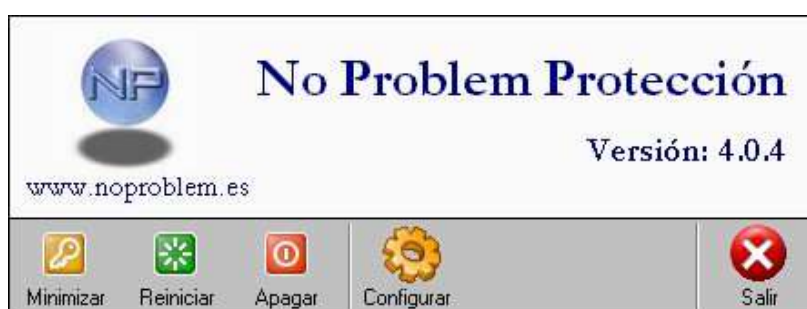 NP
No Problem Protección
Versión: 4.0.4
www.noproblem.es
Minimizar Reiniciar Apagar Configurar Salir